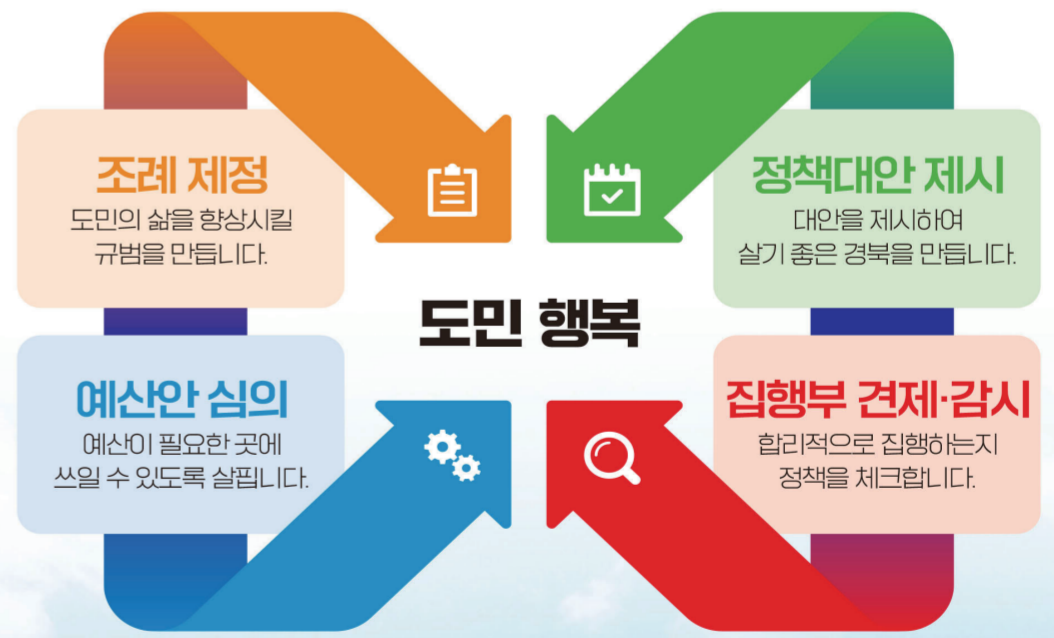 조례 제정
도민의 삶을 향상시킬
규범을 만듭니다.
정책대안 제시
대안을 제시하여
살기 좋은 경북을 만듭니다.
도민 행복
예산안 심의
예산이 필요한 곳에
쓰일 수 있도록 살핍니다.
집행부 견제·감시
합리적으로 집행하는지
정책을 체크합니다.